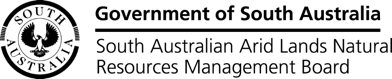 SOUTH
AUSTRALIA
Government of South Australia
South Australian Arid Lands Natural
Resources Management Board